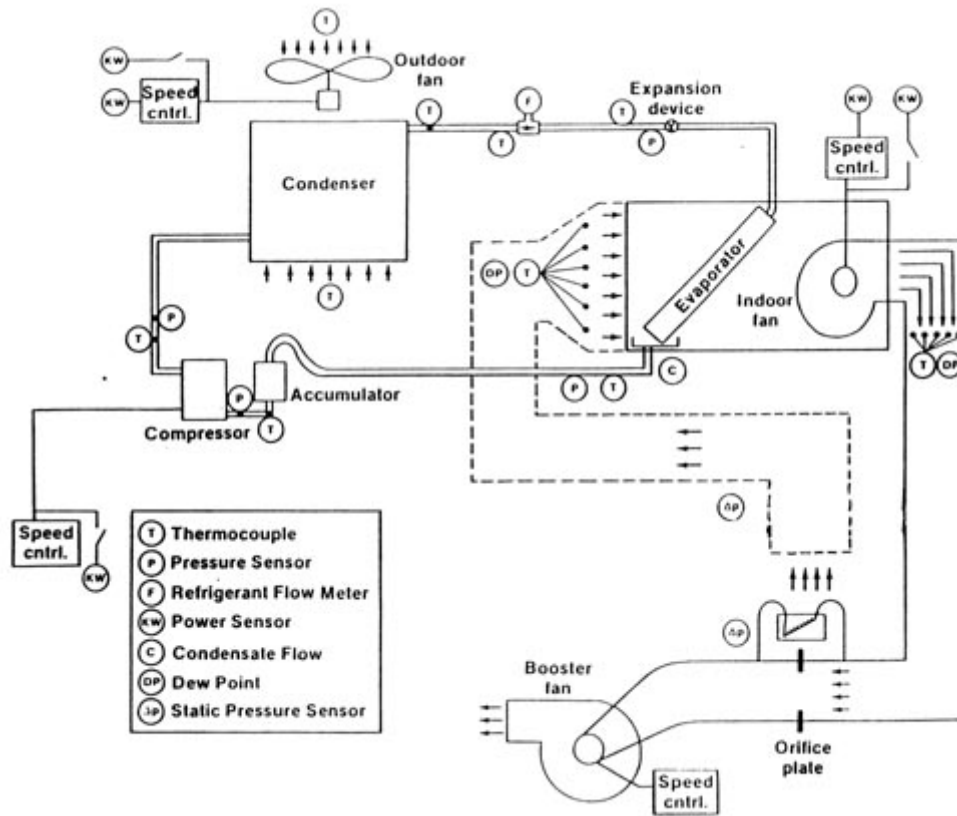 T
Outdoor
fan
KW
KW
Speed
cntrl.
T
F
T
Expansion
device
T
P
KW
KW
Speed
cntrl.
Condenser
DP
T
Evaporator
Indoor
fan
T
P
T
P
T
Accumulator
P
T
C
T
DP
Compressor
T
Speed
cntrl.
KW
T Thermocouple
P Pressure Sensor
F Refrigerant Flow Meter
KW Power Sensor
C Condensate Flow
DP Dew Point
Δp Static Pressure Sensor
Δp
Δp
Booster
fan
Orifice
plate
Speed
cntrl.